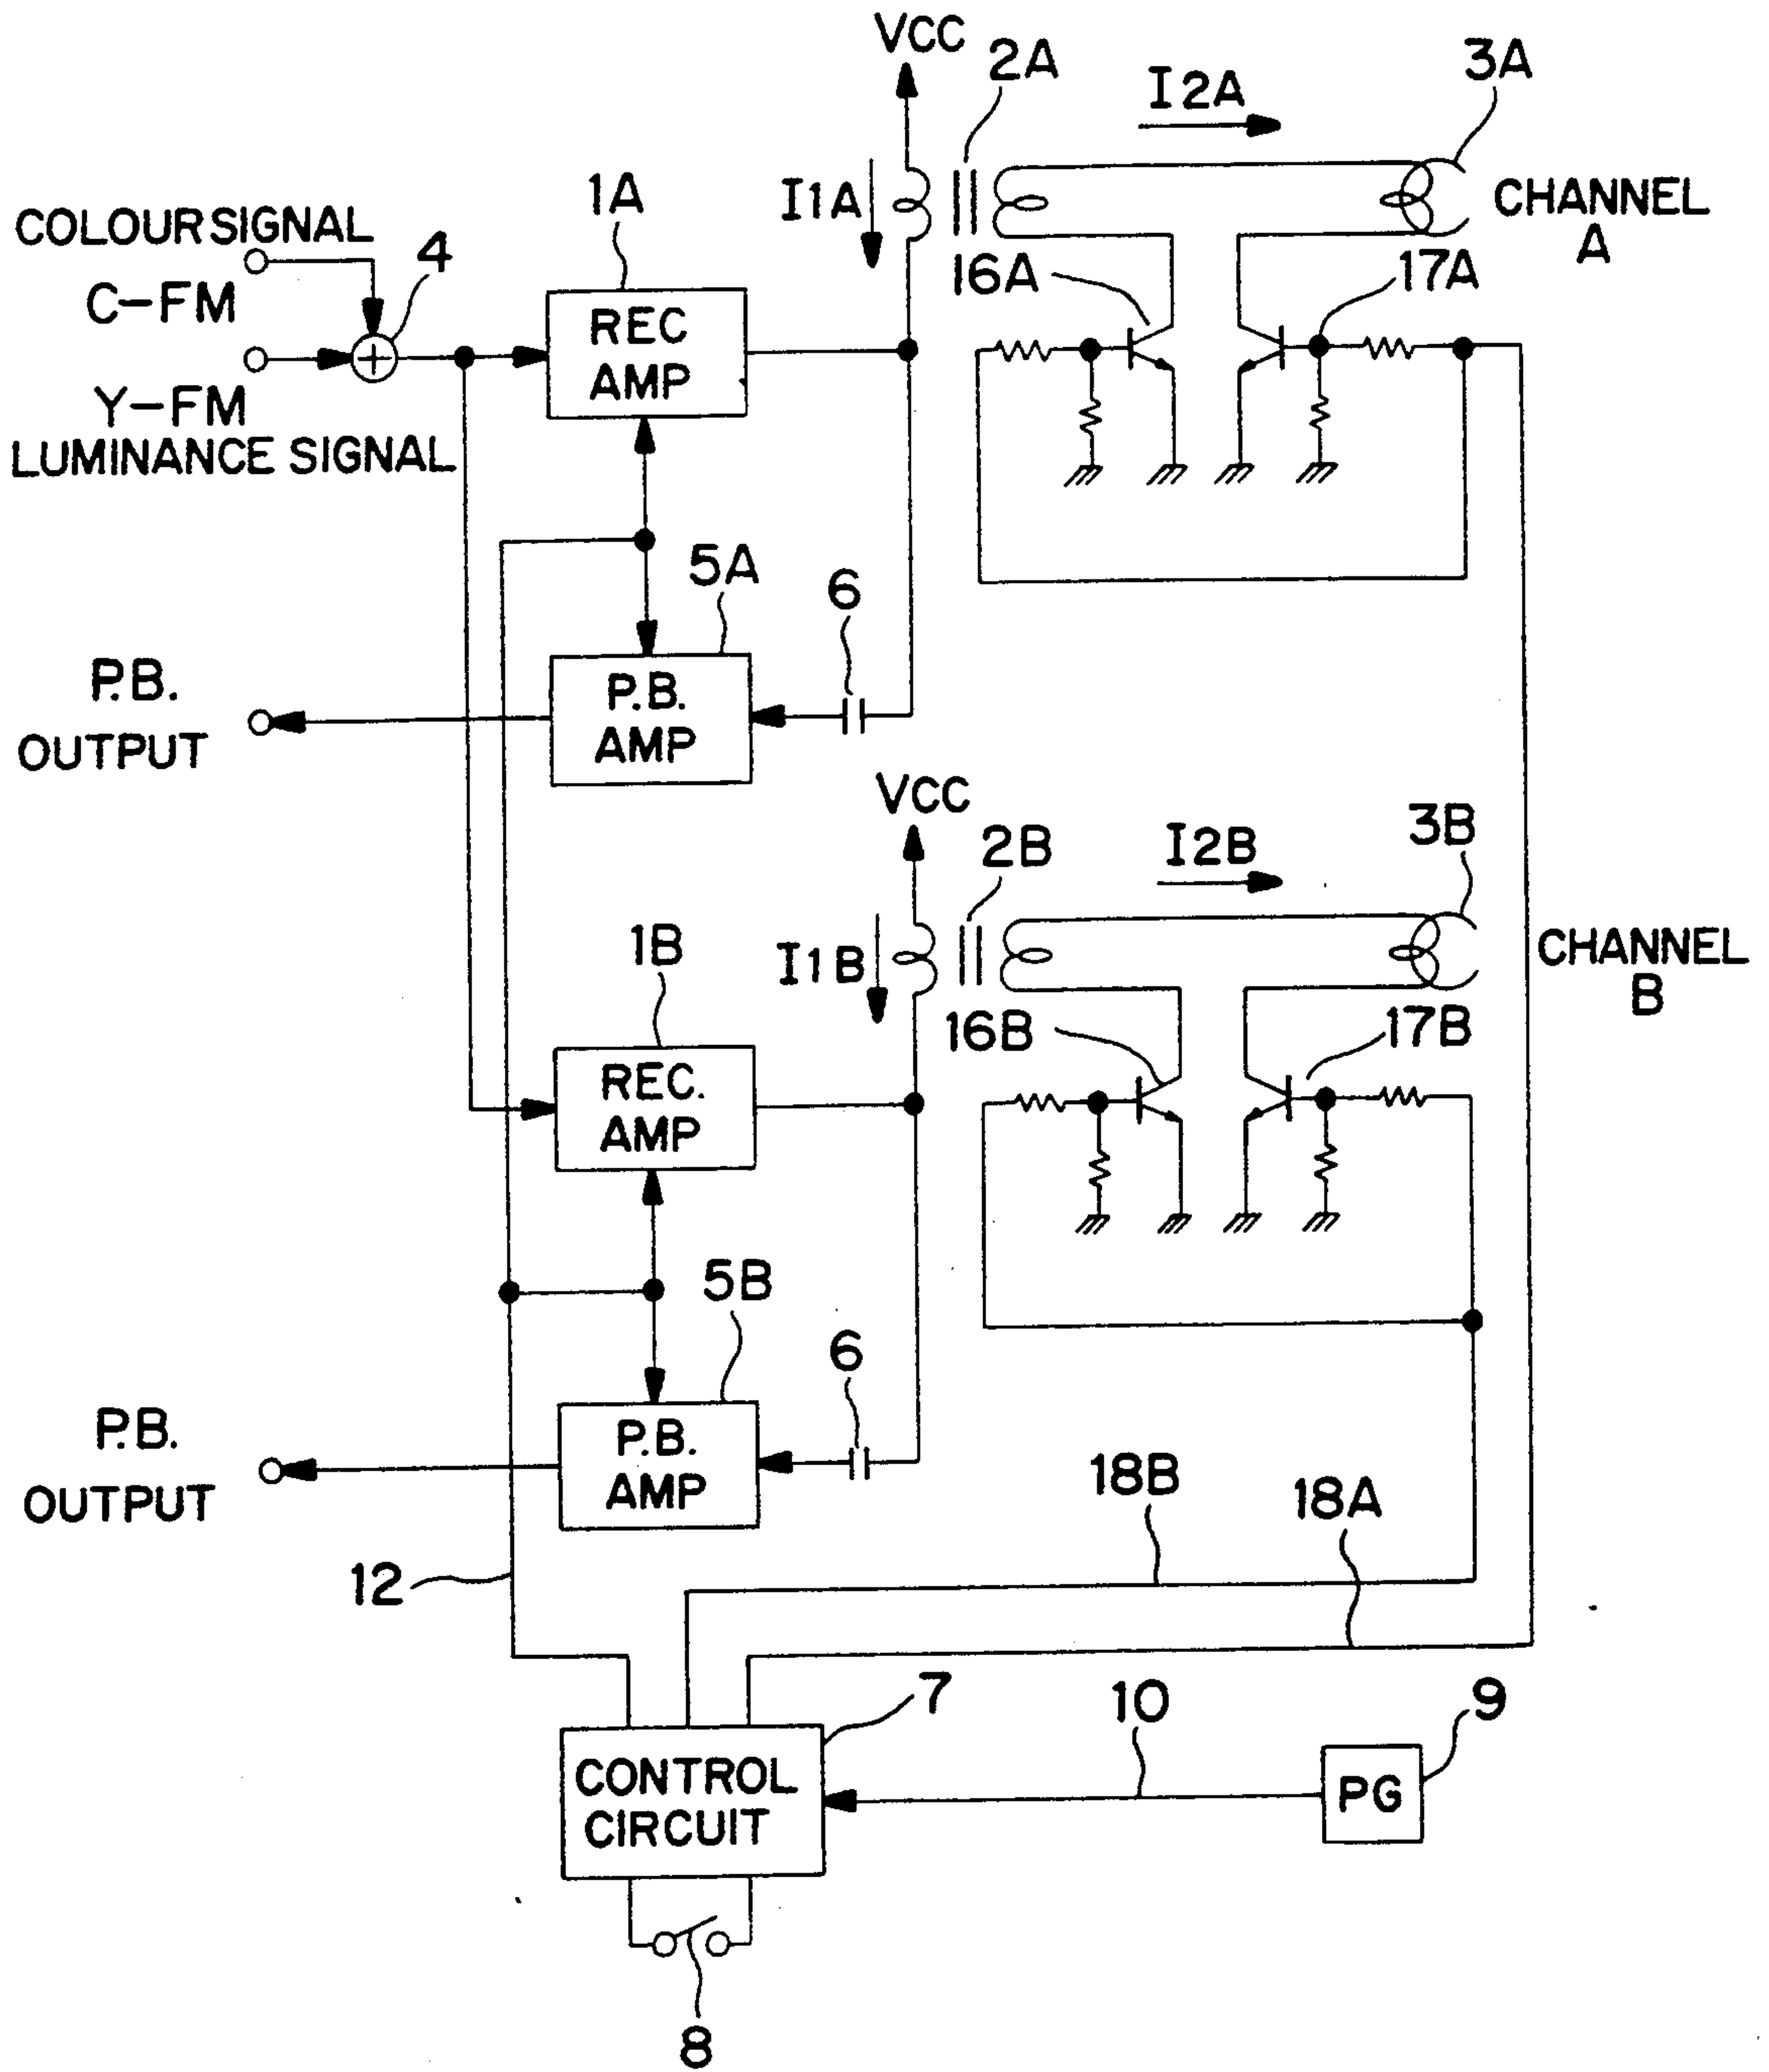 VCC
2A
I2A
3A
COLOUR SIGNAL
4
1A
I1A
CHANNEL
A
C-FM
REC
AMP
16A
17A
Y-FM
LUMINANCE SIGNAL
5A
6
P.B.
OUTPUT
P.B.
AMP
VCC
2B
I2B
3B
1B
I1B
CHANNEL
B
REC.
AMP
16B
17B
5B
6
P.B.
OUTPUT
P.B.
AMP
18B
18A
12
7
10
9
CONTROL
CIRCUIT
PG
8